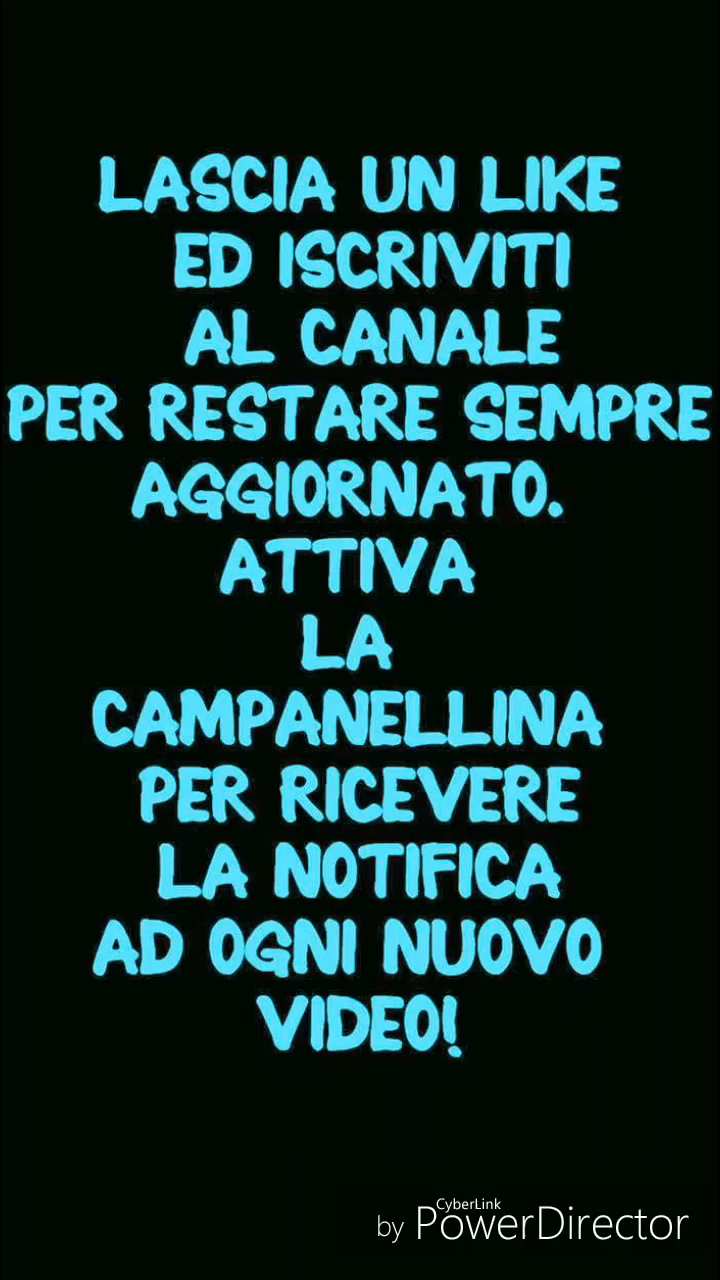 LASCIA UN LIKE
ED ISCRIVITI
AL CANALE
PER RESTARE SEMPRE
AGGIORNATO.
ATTIVA
LA
CAMPANELLINA
PER RICEVERE
LA NOTIFICA
AD OGNI NUOVO
VIDEO!
CyberLink
by PowerDirector